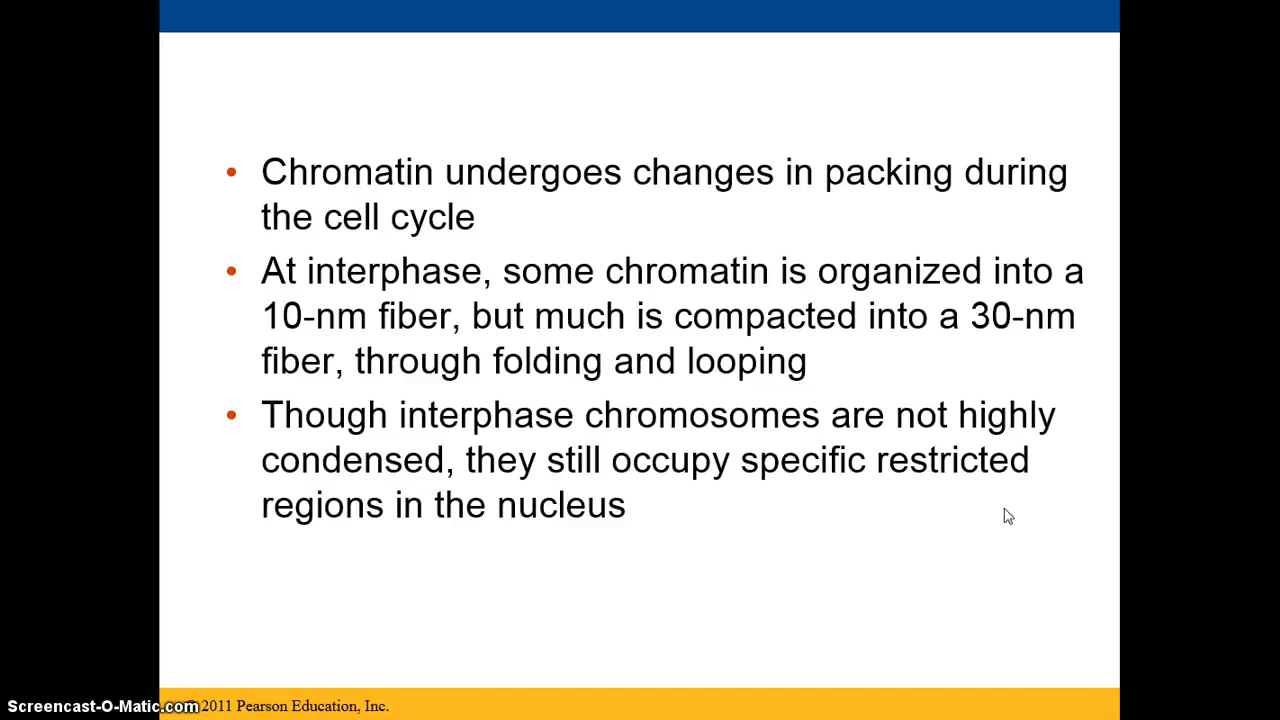 • Chromatin undergoes changes in packing during
the cell cycle
• At interphase, some chromatin is organized into a
10-nm fiber, but much is compacted into a 30-nm
fiber, through folding and looping
• Though interphase chromosomes are not highly
condensed, they still occupy specific restricted
regions in the nucleus
Screencast-O-Matic.com 2011 Pearson Education, Inc.